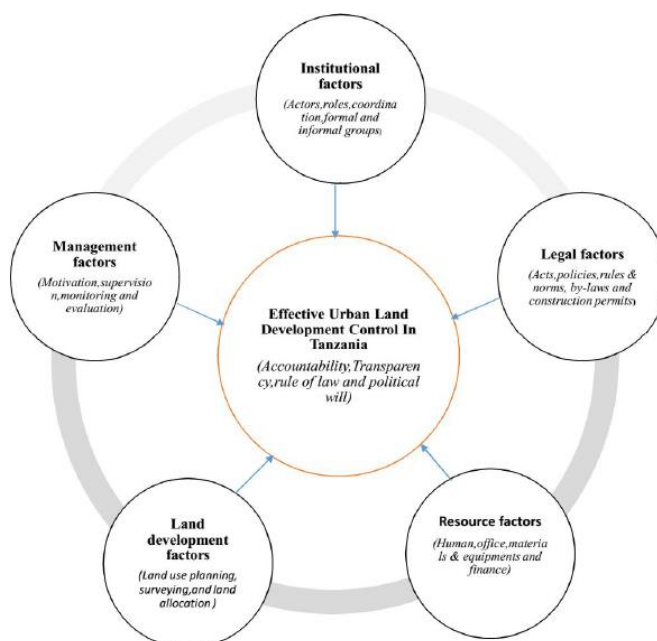 Institutional
factors
(Actors,roles,coordina
tion,formal and
informal groups)
Management
factors
(Motivation,supervisio
n,monitoring and
evaluation)
Legal factors
(Acts,policies,rules &
norms, by-laws and
construction permits)
Effective Urban Land
Development Control In
Tanzania
(Accountability,Transparen
cy,rule of law and political
will)
Land
development
factors
(Land use planning,
surveying,and land
allocation )
Resource factors
(Human,office,materia
ls & equipments and
finance)